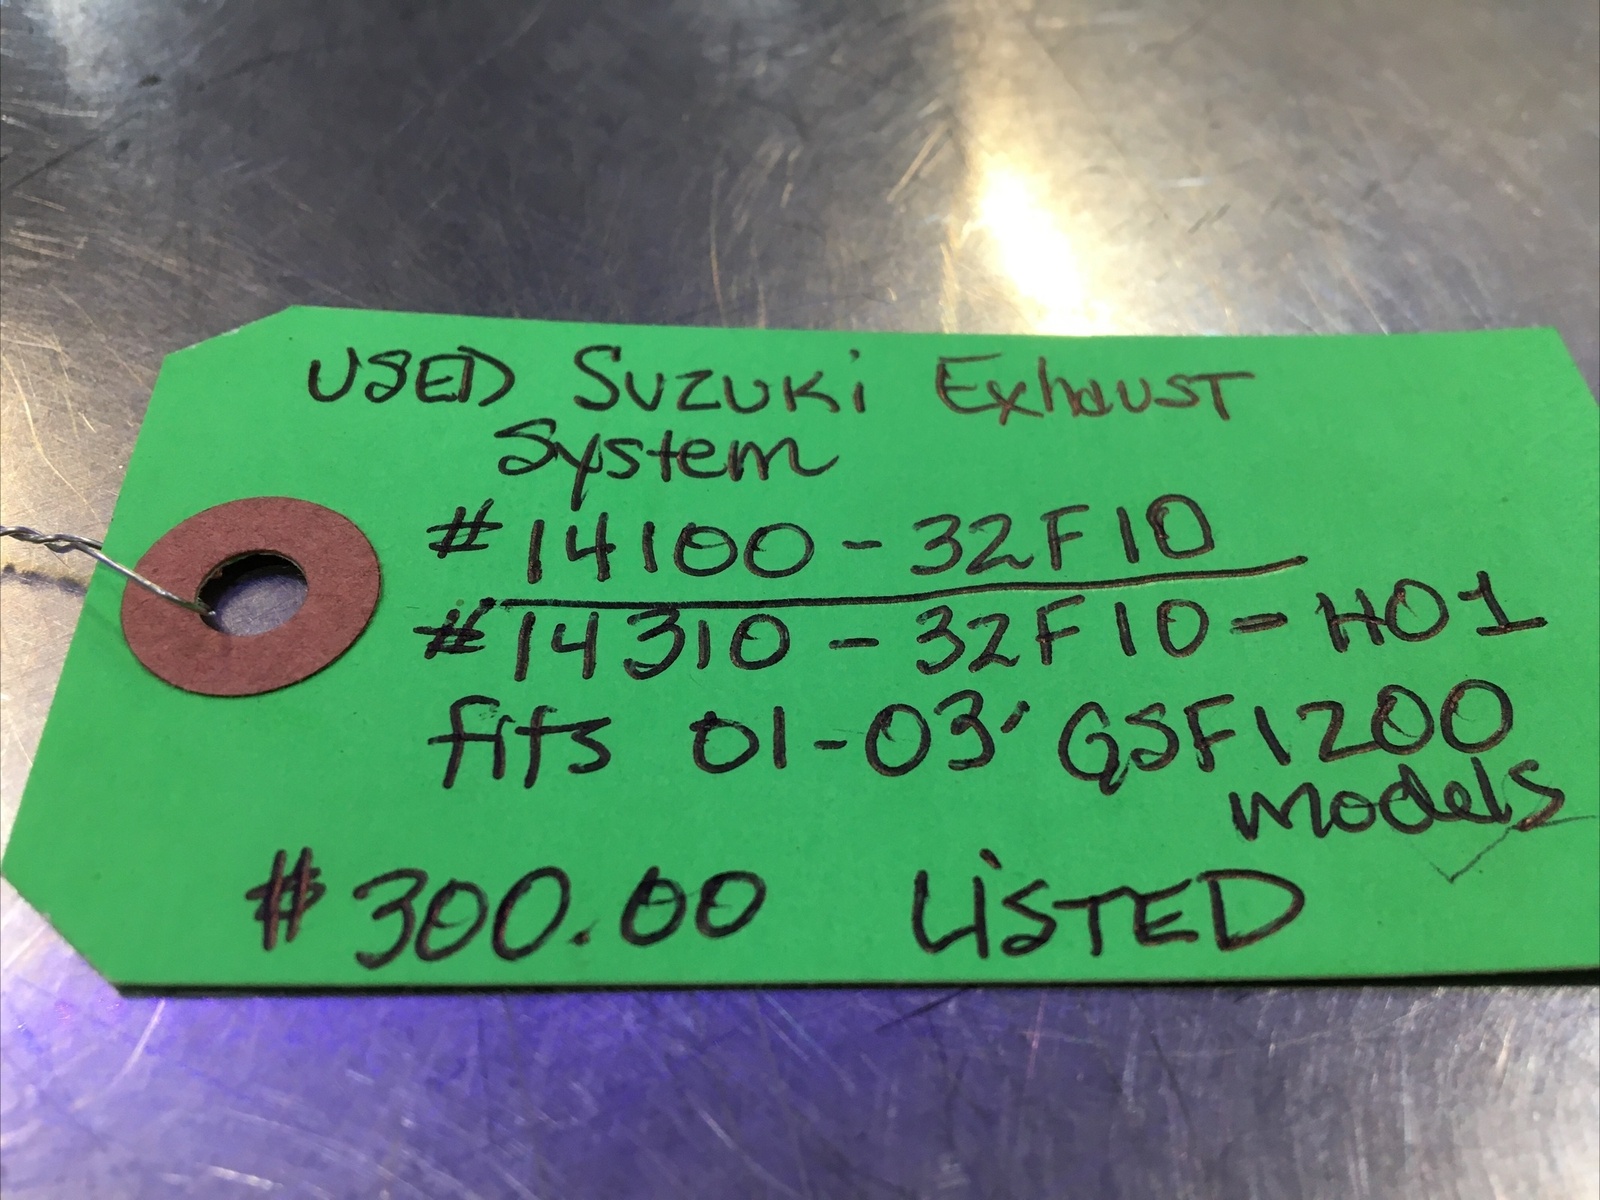 USED SUZUKi Exhaust
System
#14100-32F10
#14310-32F10-H01
fits 01-03' GSF1200
models
#300.00 LiSTED